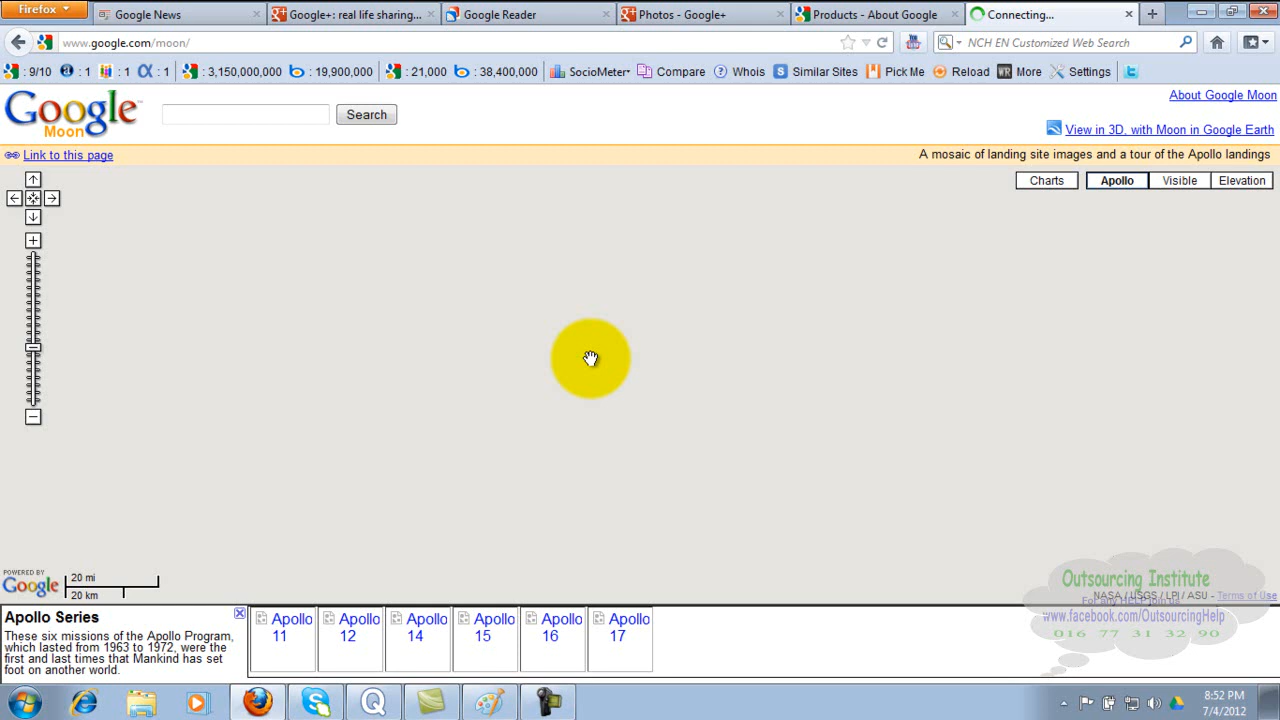 Firefox
Google News
Google+: real life sharing...
Google Reader
Photos - Google+
Products - About Google
Connecting...
www.google.com/moon/
NCH EN Customized Web Search
: 9/10
: 1
: 1
: 1
: 3,150,000,000
: 19,900,000
: 21,000
: 38,400,000
SocioMeter
Compare
Whois
Similar Sites
Pick Me
Reload
More
Settings
Google Moon
Search
About Google Moon
View in 3D, with Moon in Google Earth
Link to this page
A mosaic of landing site images and a tour of the Apollo landings
Charts
Apollo
Visible
Elevation
POWERED BY
Google
20 mi
20 km
Outsourcing Institute
NASA / USGS / LPI / ASU - Terms of Use
For any HELP join us
www.facebook.com/OutsourcingHelp
016 77 31 32 90
Apollo Series
These six missions of the Apollo Program,
which lasted from 1963 to 1972, were the
first and last times that Mankind has set
foot on another world.
Apollo
11
Apollo
12
Apollo
14
Apollo
15
Apollo
16
Apollo
17
8:52 PM
7/4/2012